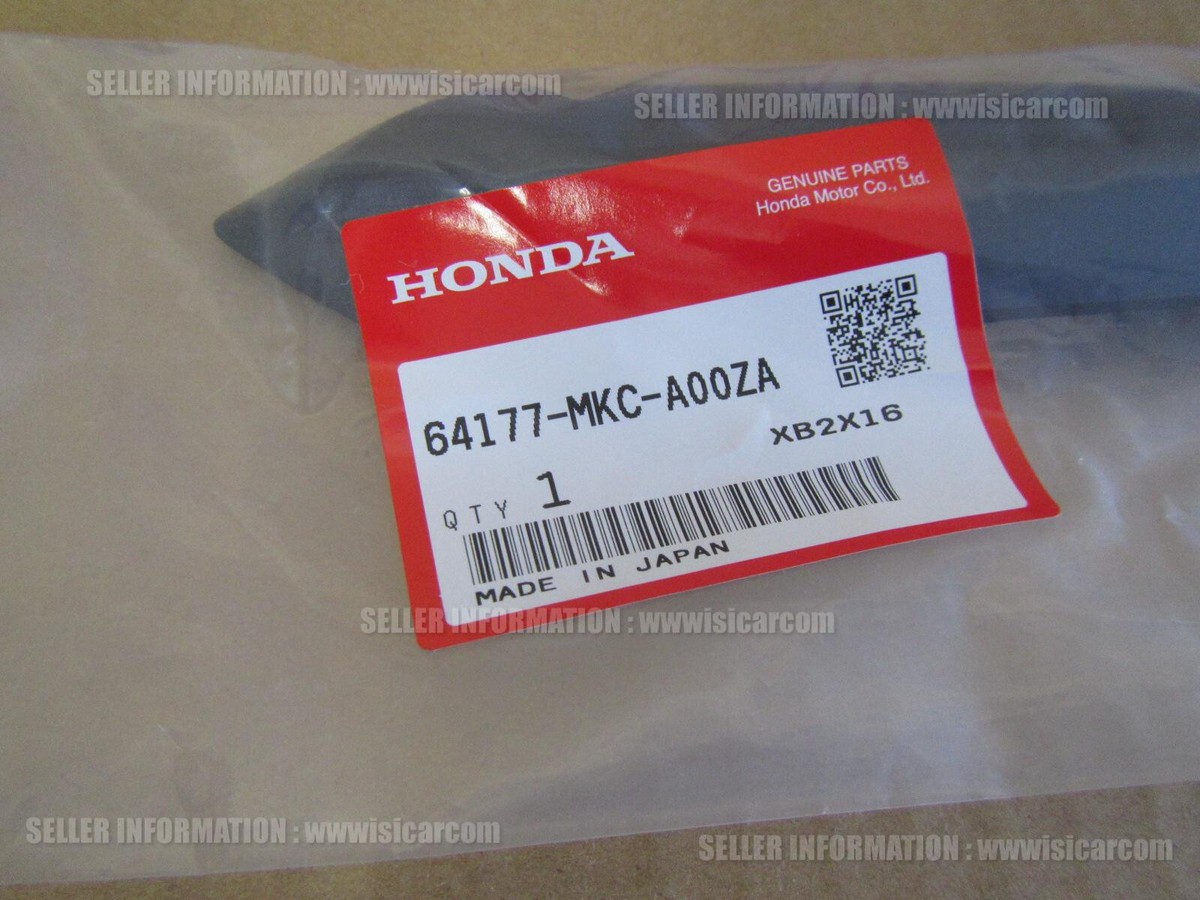 SELLER INFORMATION : wwwisicarcom
SELLER INFORMATION : wwwisicarcom
GENUINE PARTS
Honda Motor Co., Ltd.
HONDA
64177-MKC-A00ZA
XB2X16
QTY 1
MADE IN JAPAN
SELLER INFORMATION : wwwisicarcom
SELLER INFORMATION : wwwisicarcom
SELLER INFORMATION : wwwisicarcom